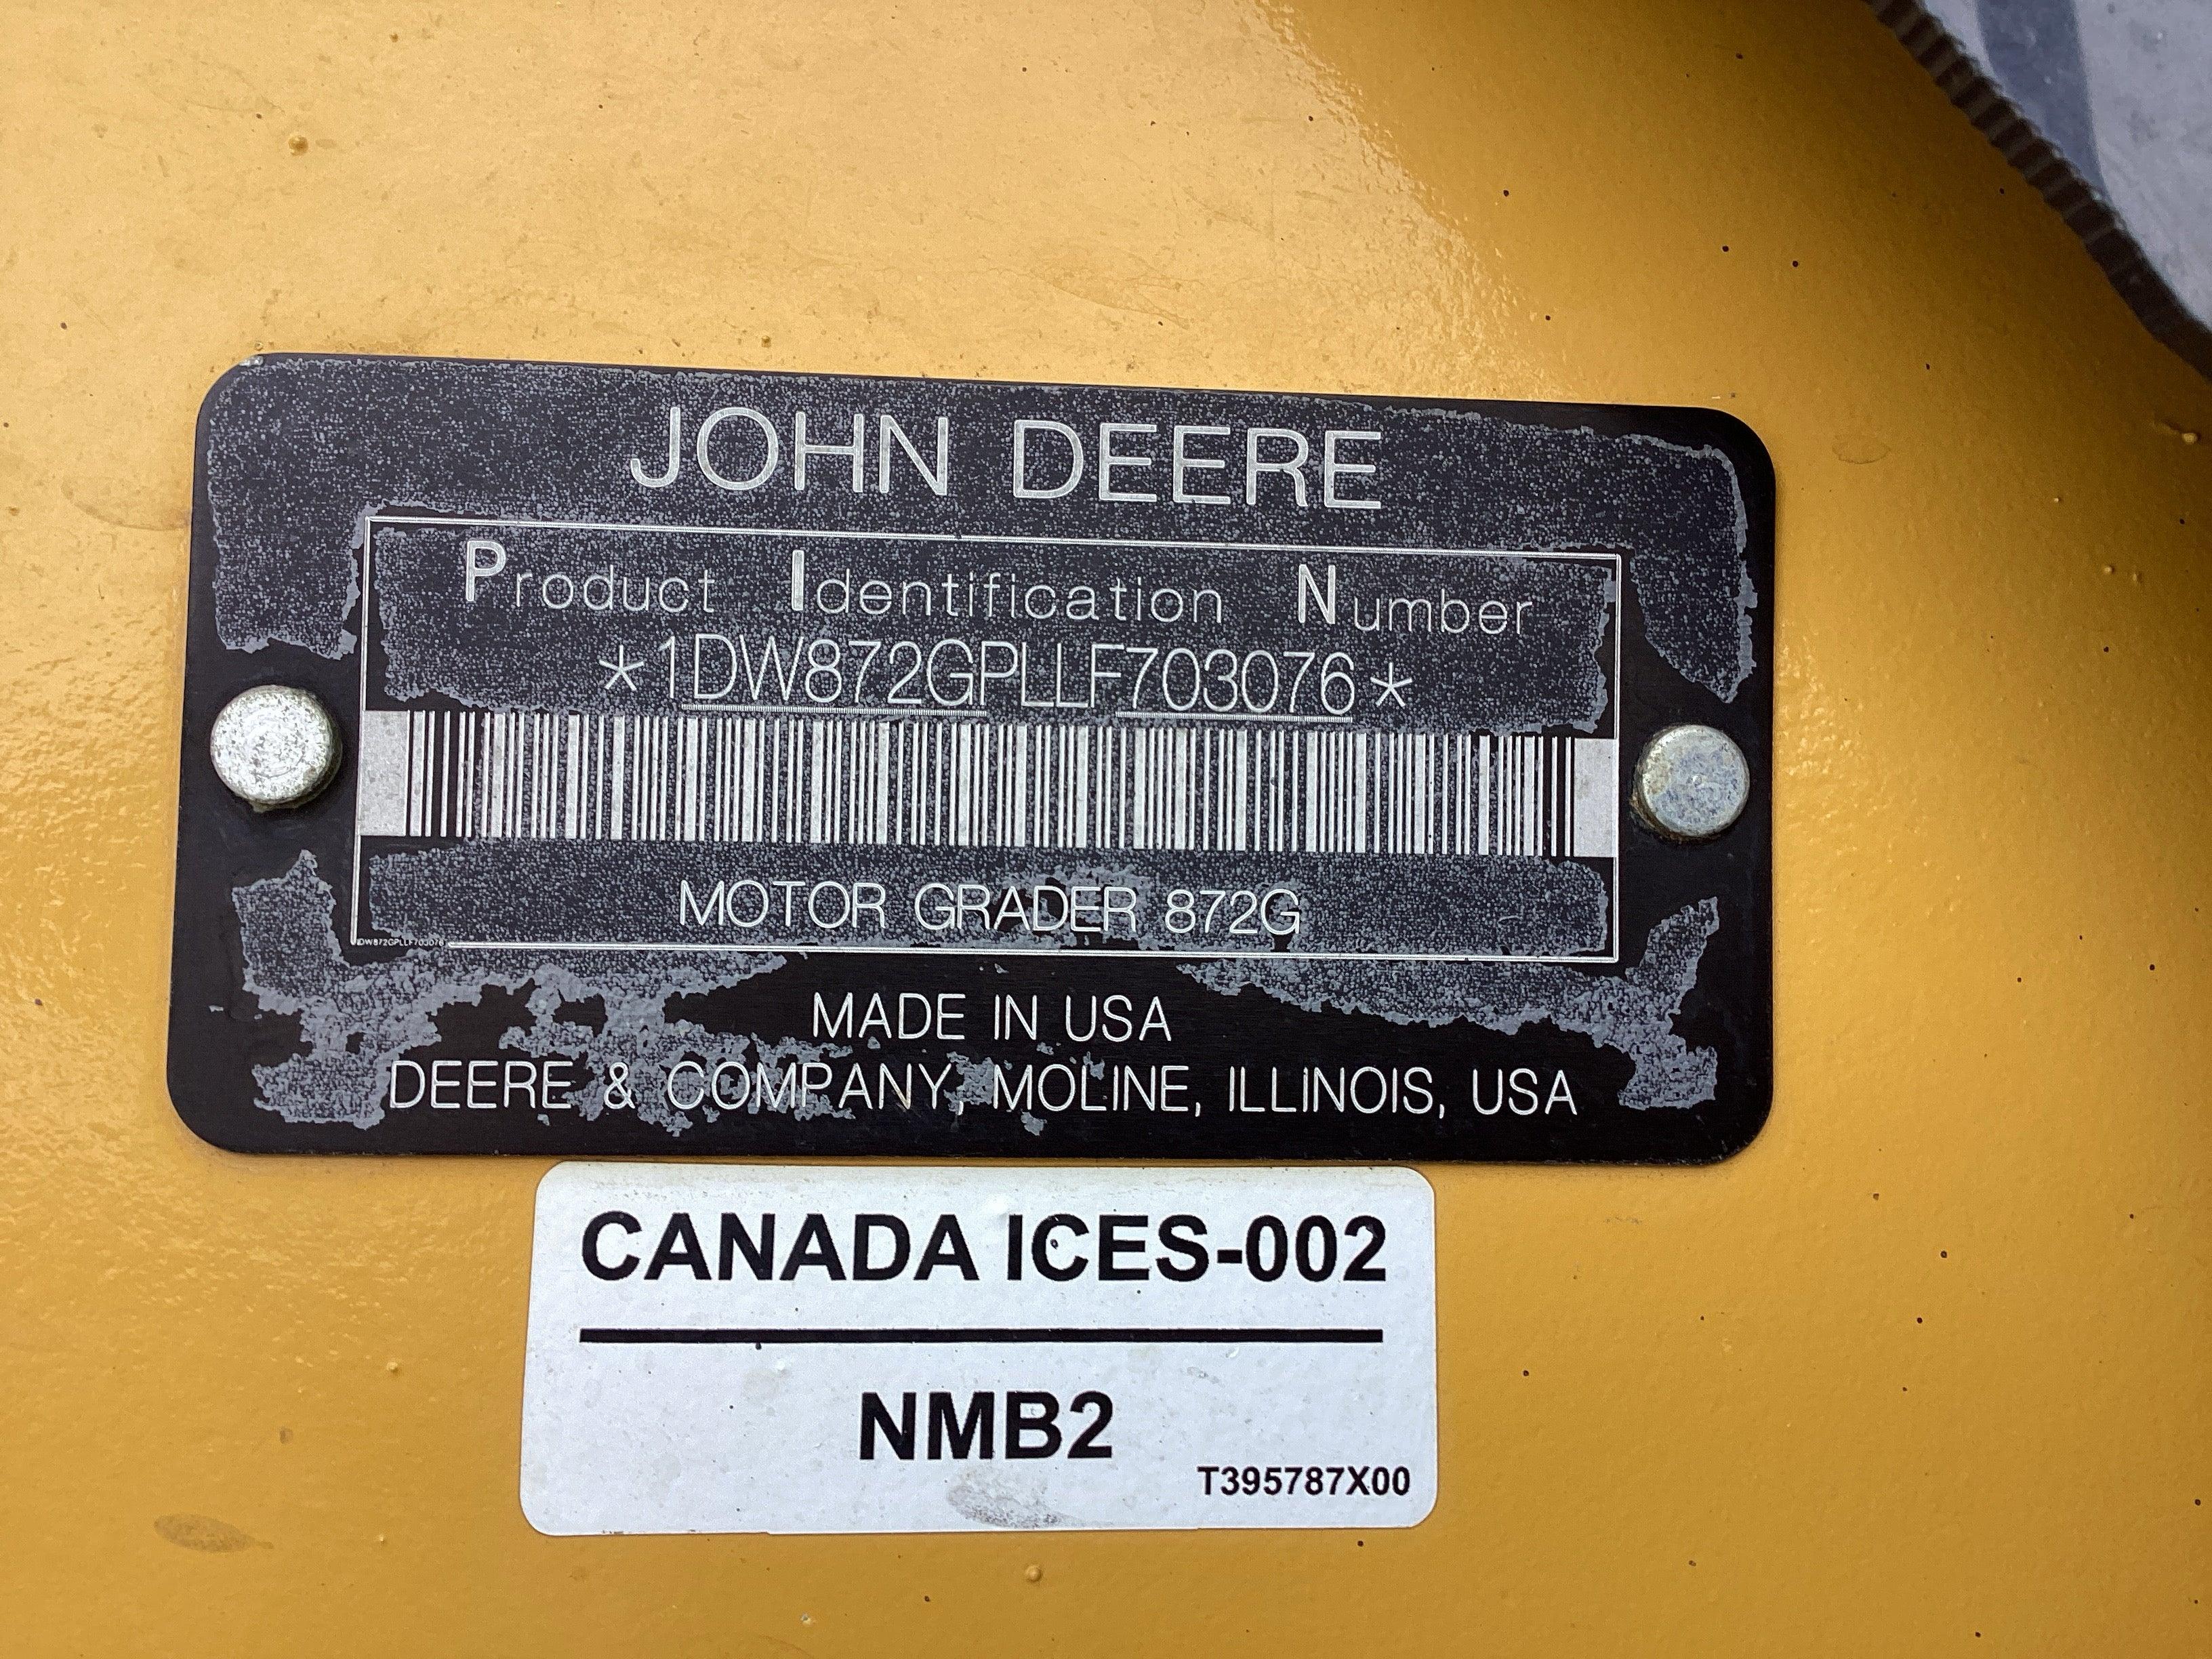 JOHN DEERE
Product Identification Number
*1DW872GPLLF703076*
MOTOR GRADER 872G
1DW872GPLLF703076
MADE IN USA
DEERE & COMPANY, MOLINE, ILLINOIS, USA
CANADA ICES-002
NMB2
T395787X00